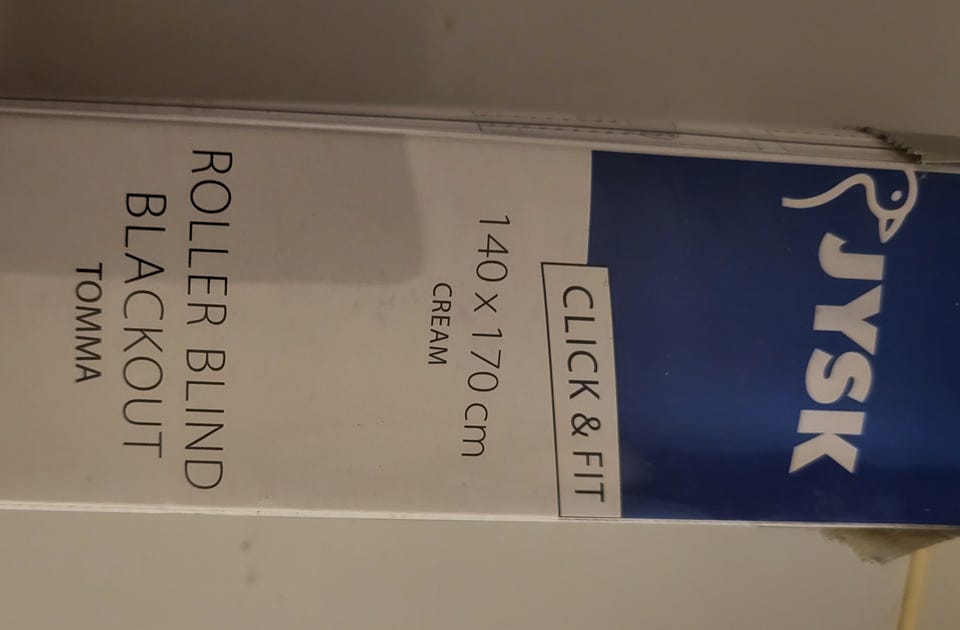 JYSK
CLICK & FIT
140 x 170 cm
CREAM
ROLLER BLIND
BLACKOUT
TOMMA